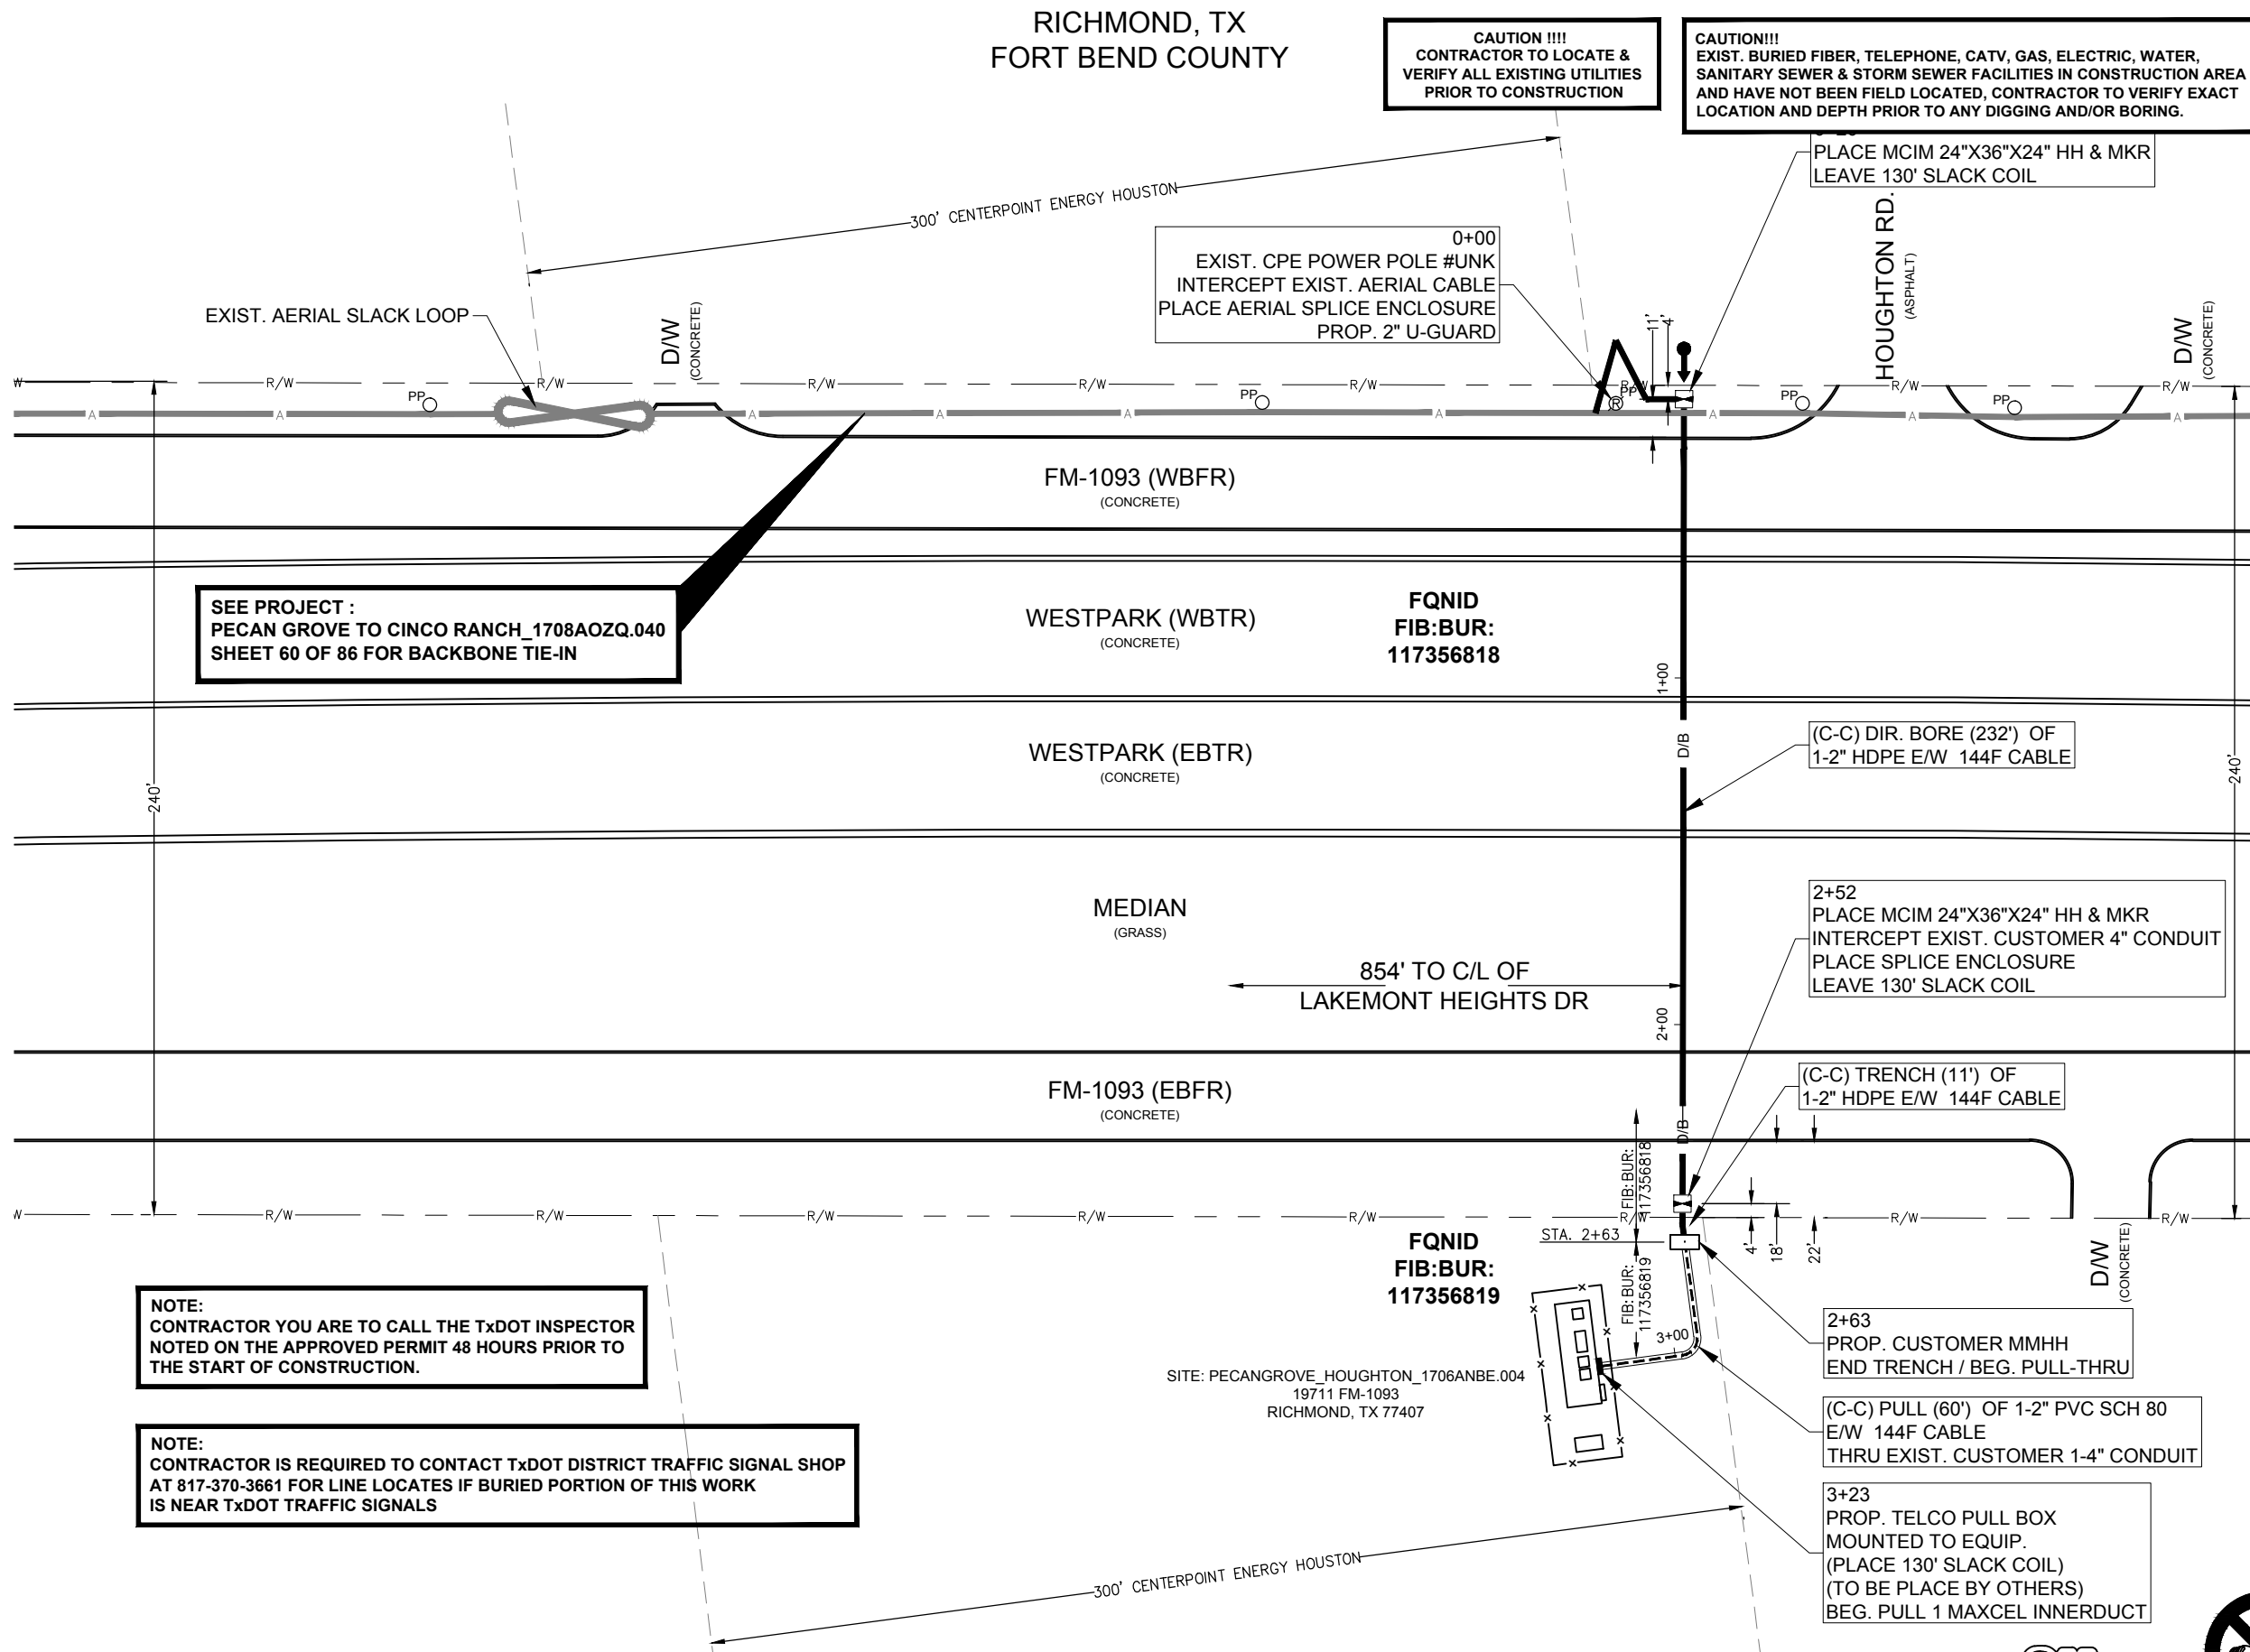 RICHMOND, TX
FORT BEND COUNTY
CAUTION !!!!
CONTRACTOR TO LOCATE &
VERIFY ALL EXISTING UTILITIES
PRIOR TO CONSTRUCTION
CAUTION!!!
EXIST. BURIED FIBER, TELEPHONE, CATV, GAS, ELECTRIC, WATER,
SANITARY SEWER & STORM SEWER FACILITIES IN CONSTRUCTION AREA
AND HAVE NOT BEEN FIELD LOCATED, CONTRACTOR TO VERIFY EXACT
LOCATION AND DEPTH PRIOR TO ANY DIGGING AND/OR BORING.
PLACE MCIM 24"X36"X24" HH & MKR
LEAVE 130' SLACK COIL
300' CENTERPOINT ENERGY HOUSTON
0+00
EXIST. CPE POWER POLE #UNK
INTERCEPT EXIST. AERIAL CABLE
PLACE AERIAL SPLICE ENCLOSURE
PROP. 2" U-GUARD
HOUGHTON RD.
(ASPHALT)
EXIST. AERIAL SLACK LOOP
D/W
(CONCRETE)
11'
4'
D/W
(CONCRETE)
W
R/W
R/W
R/W
R/W
R/W
R/W
R/W
R/W
PP
PP
PP
R
PP
PP
A
A
A
A
A
A
A
A
A
FM-1093 (WBFR)
(CONCRETE)
SEE PROJECT :
PECAN GROVE TO CINCO RANCH_1708AOZQ.040
SHEET 60 OF 86 FOR BACKBONE TIE-IN
WESTPARK (WBTR)
(CONCRETE)
FQNID
FIB:BUR:
117356818
1+00
WESTPARK (EBTR)
(CONCRETE)
D/B
(C-C) DIR. BORE (232')  OF
1-2" HDPE E/W  144F CABLE
240'
240'
MEDIAN
(GRASS)
2+52
PLACE MCIM 24"X36"X24" HH & MKR
INTERCEPT EXIST. CUSTOMER 4" CONDUIT
PLACE SPLICE ENCLOSURE
LEAVE 130' SLACK COIL
854' TO C/L OF
LAKEMONT HEIGHTS DR
2+00
FM-1093 (EBFR)
(CONCRETE)
(C-C) TRENCH (11')  OF
1-2" HDPE E/W  144F CABLE
D/B
FIB:BUR:
117356818
W
R/W
R/W
R/W
R/W
R/W
R/W
R/W
R/W
STA. 2+63
4'
18'
22'
FQNID
FIB:BUR:
117356819
FIB:BUR:
117356819
D/W
(CONCRETE)
NOTE:
CONTRACTOR YOU ARE TO CALL THE TxDOT INSPECTOR
NOTED ON THE APPROVED PERMIT 48 HOURS PRIOR TO
THE START OF CONSTRUCTION.
3+00
2+63
PROP. CUSTOMER MMHH
END TRENCH / BEG. PULL-THRU
SITE: PECANGROVE_HOUGHTON_1706ANBE.004
19711 FM-1093
RICHMOND, TX 77407
(C-C) PULL (60')  OF 1-2" PVC SCH 80
E/W  144F CABLE
THRU EXIST. CUSTOMER 1-4" CONDUIT
NOTE:
CONTRACTOR IS REQUIRED TO CONTACT TxDOT DISTRICT TRAFFIC SIGNAL SHOP
AT 817-370-3661 FOR LINE LOCATES IF BURIED PORTION OF THIS WORK
IS NEAR TxDOT TRAFFIC SIGNALS
3+23
PROP. TELCO PULL BOX
MOUNTED TO EQUIP.
(PLACE 130' SLACK COIL)
(TO BE PLACE BY OTHERS)
BEG. PULL 1 MAXCEL INNERDUCT
300' CENTERPOINT ENERGY HOUSTON